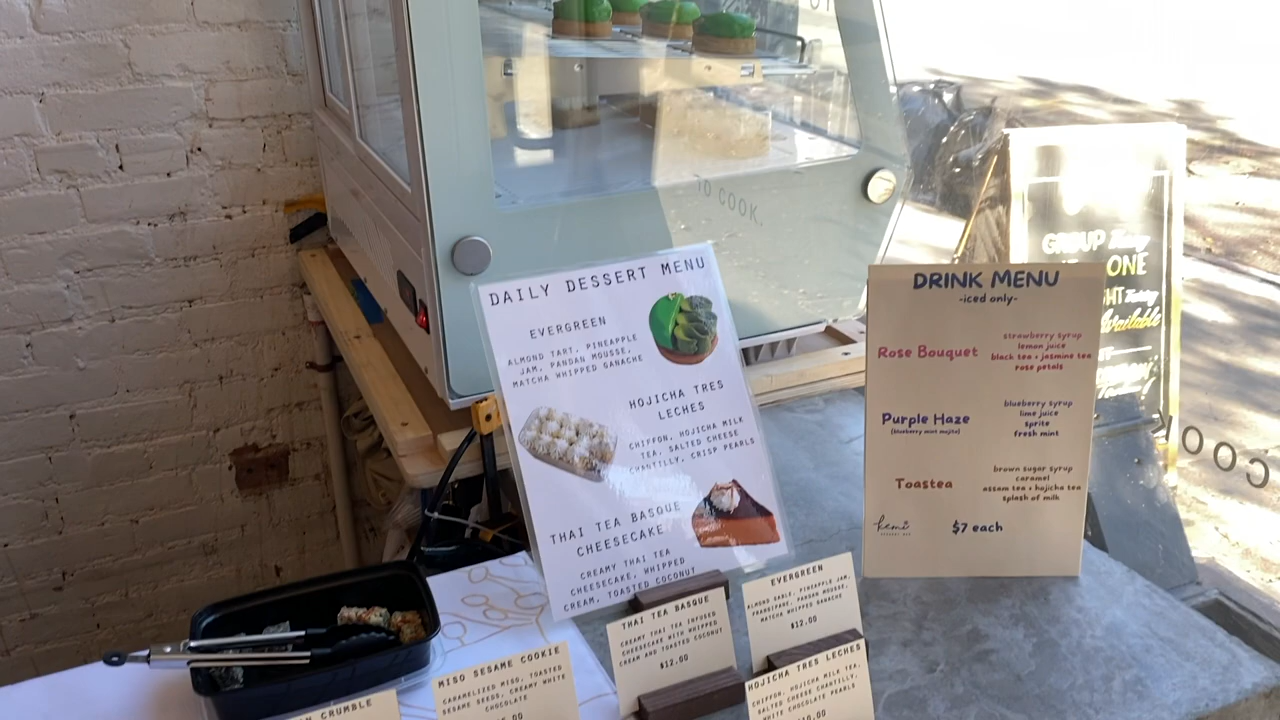 TO COOK.
DAILY DESSERT MENU
EVERGREEN
ALMOND TART, PINEAPPLE
JAM, PANDAN MOUSSE,
MATCHA WHIPPED GANACHE
HOJICHA TRES
LECHES
CHIFFON, HOJICHA MILK
TEA, SALTED CHEESE
CHANTILLY, CRISP PEARLS
THAI TEA BASQUE
CHEESECAKE
CREAMY THAI TEA
CHEESECAKE, WHIPPED
CREAM, TOASTED COCONUT
DRINK MENU
-iced only-
Rose Bouquet
strawberry syrup
lemon juice
black tea + jasmine tea
rose petals
Purple Haze
(blueberry mint mojito)
blueberry syrup
lime juice
sprite
fresh mint
Toastea
brown sugar syrup
caramel
assam tea + hojicha tea
splash of milk
$7 each
GROUP
ONE
Available
COOK
THAI TEA BASQUE
CREAMY THAI TEA INFUSED
CHEESECAKE WITH WHIPPED
CREAM AND TOASTED COCONUT
$12.00
EVERGREEN
ALMOND SABLE, PINEAPPLE JAM,
FRANGIPANE, PANDAN MOUSSE,
MATCHA WHIPPED GANACHE
$12.00
MISO SESAME COOKIE
CARAMELIZED MISO, TOASTED
SESAME SEEDS, CREAMY WHITE
CHOCOLATE
HOJICHA TRES LECHES
CHIFFON, HOJICHA MILK TEA,
SALTED CHEESE CHANTILLY,
WHITE CHOCOLATE PEARLS
CRUMBLE